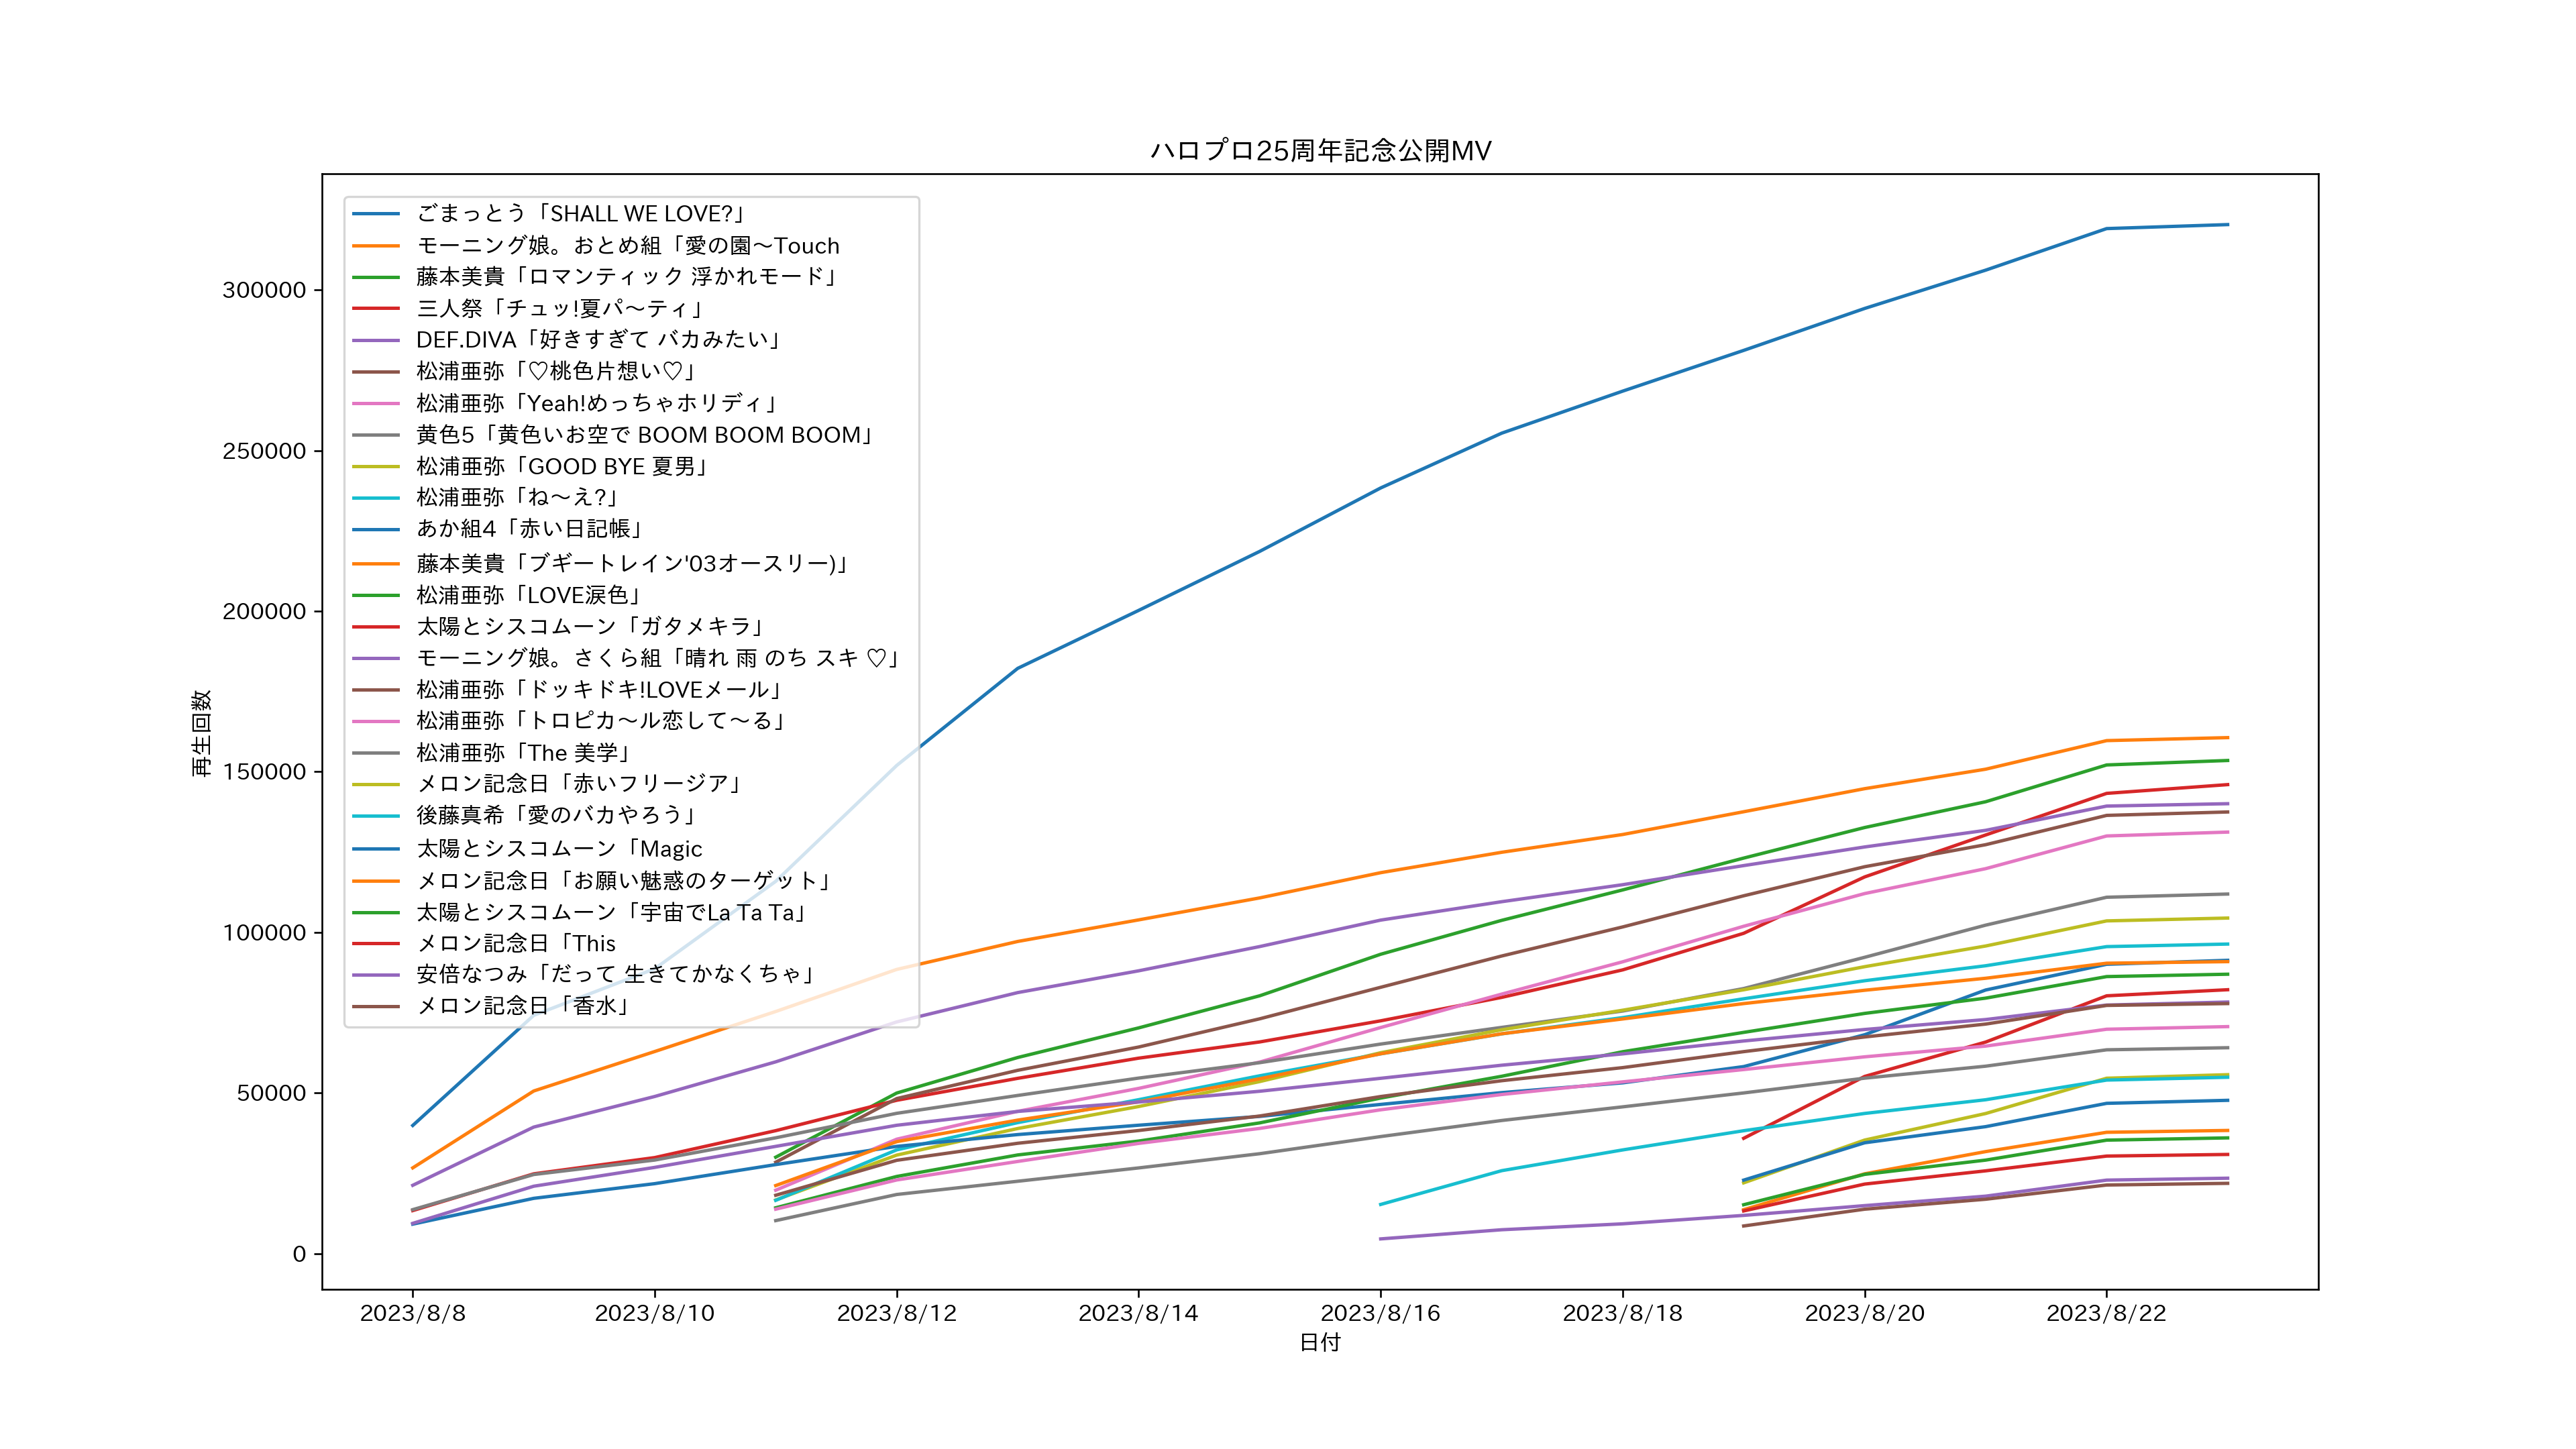 ハロプロ25周年記念公開MV
ごまっとう「SHALL WE LOVE?」
モーニング娘。おとめ組「愛の園〜Touch
藤本美貴「ロマンティック 浮かれモード」
三人祭「チュッ!夏パ〜ティ」
DEF.DIVA「好きすぎて バカみたい」
松浦亜弥「♡桃色片想い♡」
松浦亜弥「Yeah!めっちゃホリディ」
黄色5「黄色いお空で BOOM BOOM BOOM」
松浦亜弥「GOOD BYE 夏男」
松浦亜弥「ね〜え?」
あか組4「赤い日記帳」
藤本美貴「ブギートレイン'03オースリー)」
松浦亜弥「LOVE涙色」
太陽とシスコムーン「ガタメキラ」
モーニング娘。さくら組「晴れ 雨 のち スキ ♡」
松浦亜弥「ドッキドキ!LOVEメール」
松浦亜弥「トロピカ〜ル恋して〜る」
松浦亜弥「The 美学」
メロン記念日「赤いフリージア」
後藤真希「愛のバカやろう」
太陽とシスコムーン「Magic
メロン記念日「お願い魅惑のターゲット」
太陽とシスコムーン「宇宙でLa Ta Ta」
メロン記念日「This
安倍なつみ「だって 生きてかなくちゃ」
メロン記念日「香水」
再生回数
300000
250000
200000
150000
100000
50000
0
2023/8/8 2023/8/10 2023/8/12 2023/8/14 2023/8/16 2023/8/18 2023/8/20 2023/8/22
日付